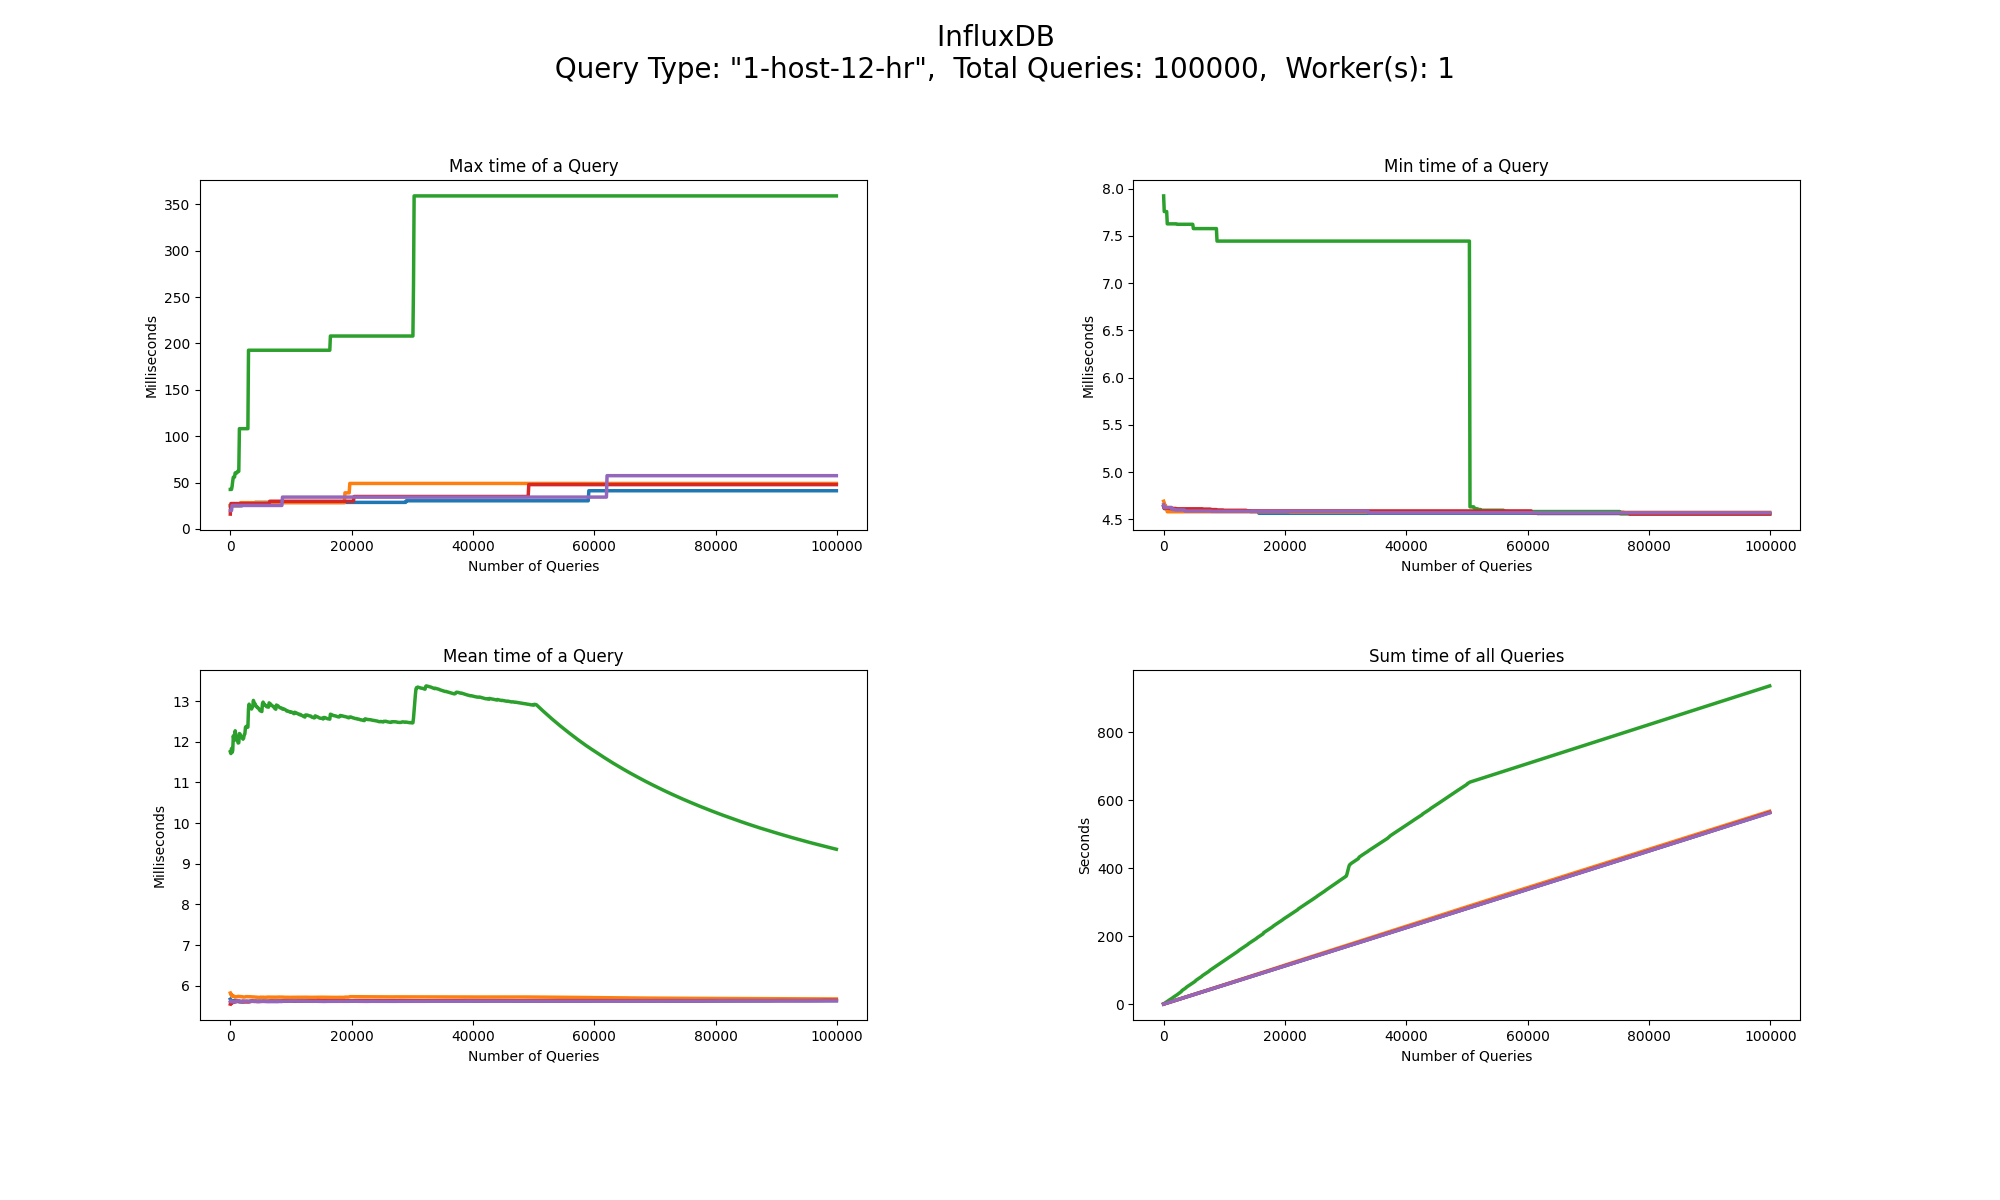 InfluxDB
Query Type: "1-host-12-hr",  Total Queries: 100000,  Worker(s): 1
Max time of a Query
Milliseconds
350
300
250
200
150
100
50
0
0 20000 40000 60000 80000 100000
Number of Queries
Min time of a Query
Milliseconds
8.0
7.5
7.0
6.5
6.0
5.5
5.0
4.5
0 20000 40000 60000 80000 100000
Number of Queries
Mean time of a Query
Milliseconds
13
12
11
10
9
8
7
6
0 20000 40000 60000 80000 100000
Number of Queries
Sum time of all Queries
Seconds
800
600
400
200
0
0 20000 40000 60000 80000 100000
Number of Queries